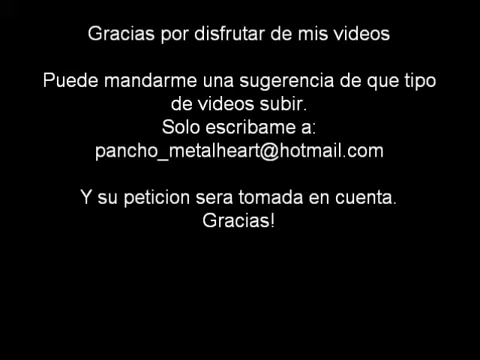 Gracias por disfrutar de mis videos
Puede mandarme una sugerencia de que tipo
de videos subir.
Solo escribame a:
pancho_metalheart@hotmail.com
Y su peticion sera tomada en cuenta.
Gracias!